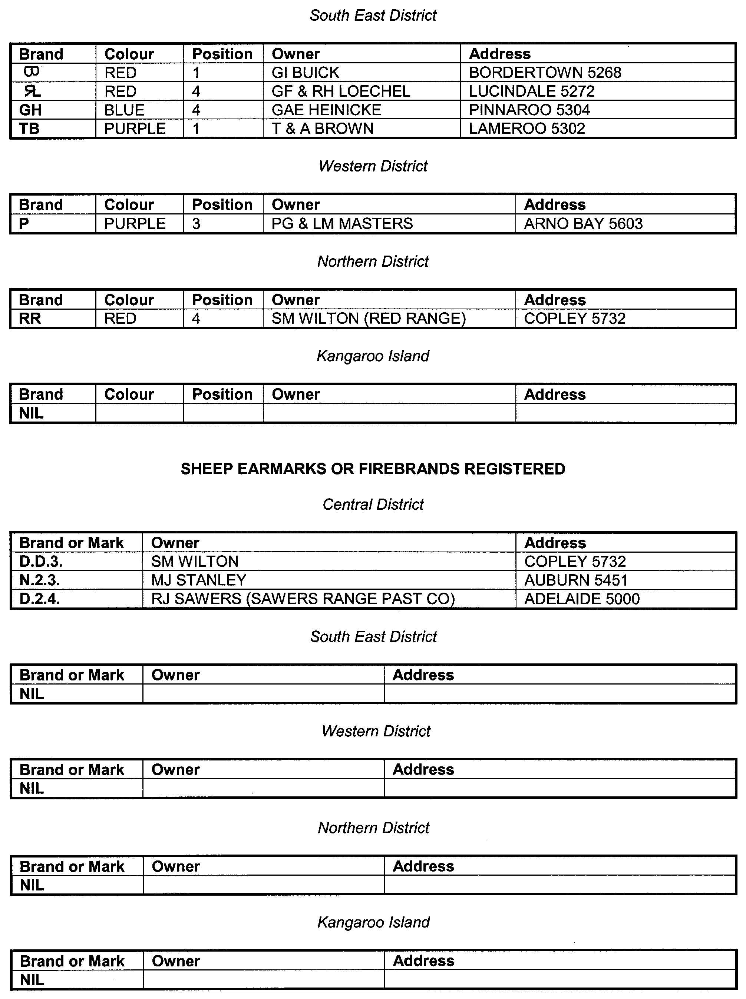 South East District
Brand Colour Position Owner Address
RED 1 GI BUICK BORDERTOWN 5268
RED 4 GF & RH LOECHEL LUCINDALE 5272
GH BLUE 4 GAE HEINICKE PINNAROO 5304
TB PURPLE 1 T & A BROWN LAMEROO 5302
Western District
Brand Colour Position Owner Address
P PURPLE 3 PG & LM MASTERS ARNO BAY 5603
Northern District
Brand Colour Position Owner Address
RR RED 4 SM WILTON (RED RANGE) COPLEY 5732
Kangaroo Island
Brand Colour Position Owner Address
NIL
SHEEP EARMARKS OR FIREBRANDS REGISTERED
Central District
Brand or Mark Owner Address
D.D.3. SM WILTON COPLEY 5732
N.2.3. MJ STANLEY AUBURN 5451
D.2.4. RJ SAWERS (SAWERS RANGE PAST CO) ADELAIDE 5000
South East District
Brand or Mark Owner Address
NIL
Western District
Brand or Mark Owner Address
NIL
Northern District
Brand or Mark Owner Address
NIL
Kangaroo Island
Brand or Mark Owner Address
NIL